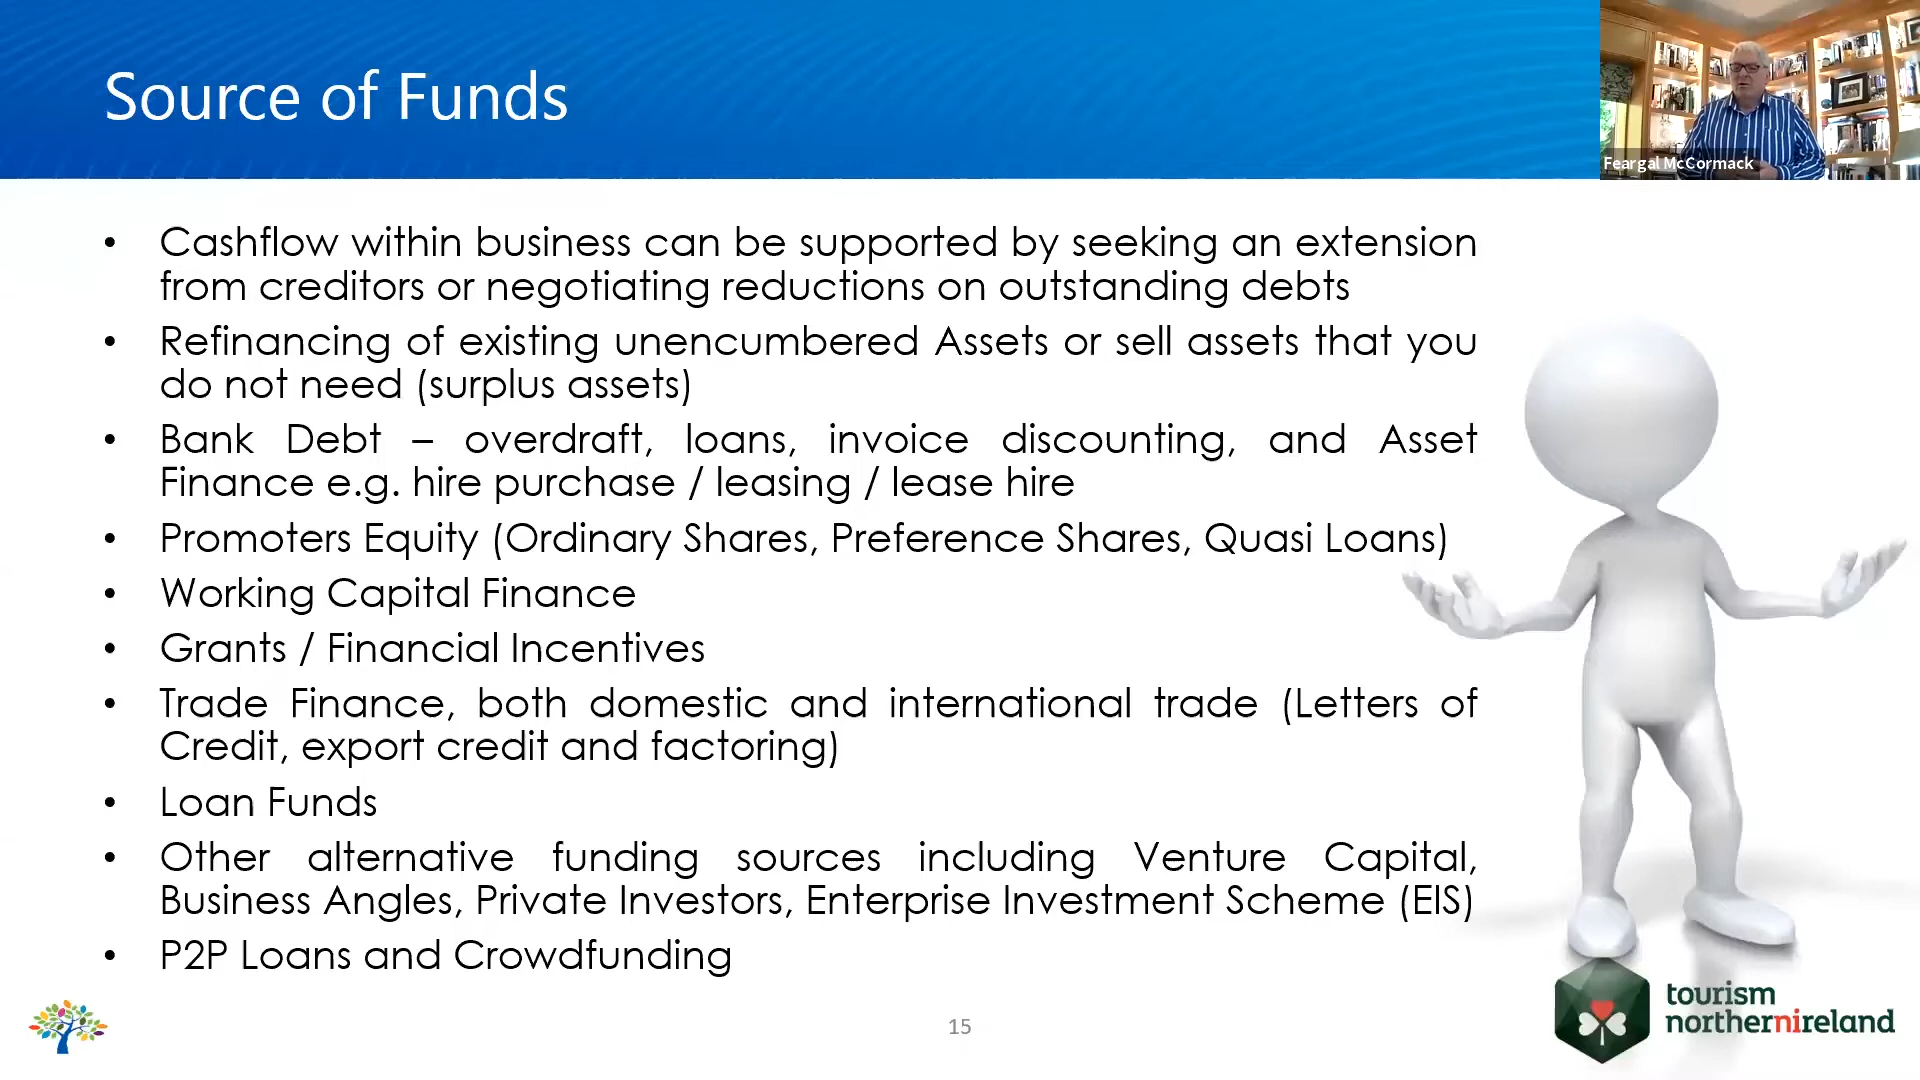 Source of Funds
Feargal McCormack
• Cashflow within business can be supported by seeking an extension
from creditors or negotiating reductions on outstanding debts
• Refinancing of existing unencumbered Assets or sell assets that you
do not need (surplus assets)
• Bank Debt – overdraft, loans, invoice discounting, and Asset
Finance e.g. hire purchase / leasing / lease hire
• Promoters Equity (Ordinary Shares, Preference Shares, Quasi Loans)
• Working Capital Finance
• Grants / Financial Incentives
• Trade Finance, both domestic and international trade (Letters of
Credit, export credit and factoring)
• Loan Funds
• Other alternative funding sources including Venture Capital,
Business Angles, Private Investors, Enterprise Investment Scheme (EIS)
• P2P Loans and Crowdfunding
15
tourism
northernireland